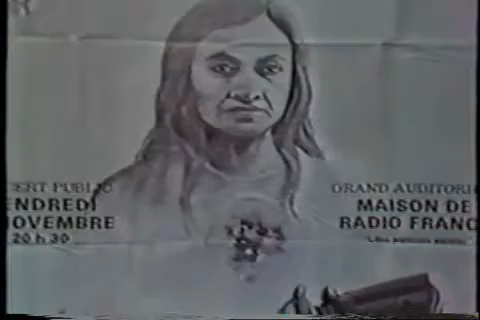 CERT PUBLIC
ENDREDI
NOVEMBRE
20 h.30
GRAND AUDITORI
MAISON DE
RADIO FRANC